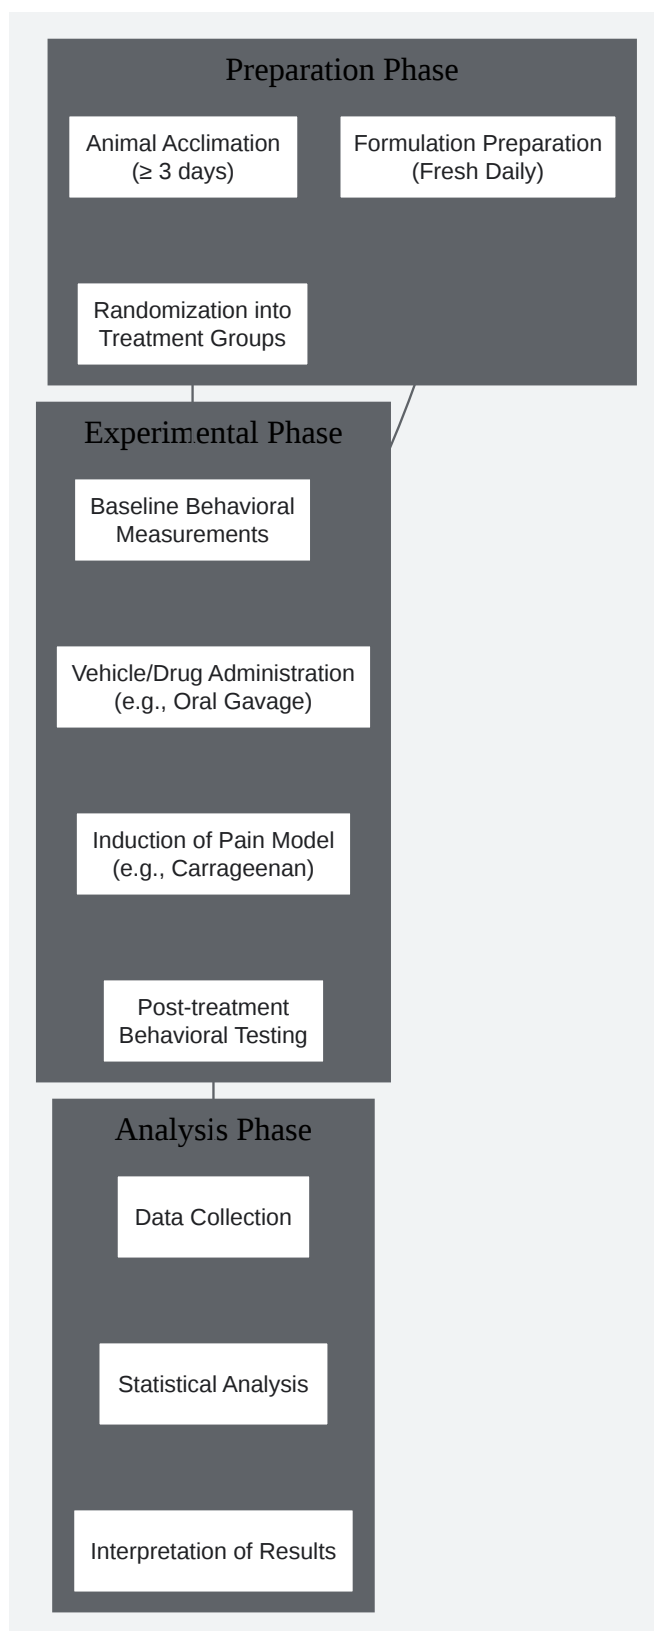 Preparation Phase
Animal Acclimation
(≥ 3 days)
Formulation Preparation
(Fresh Daily)
Randomization into
Treatment Groups
Experimental Phase
Baseline Behavioral
Measurements
Vehicle/Drug Administration
(e.g., Oral Gavage)
Induction of Pain Model
(e.g., Carrageenan)
Post-treatment
Behavioral Testing
Analysis Phase
Data Collection
Statistical Analysis
Interpretation of Results